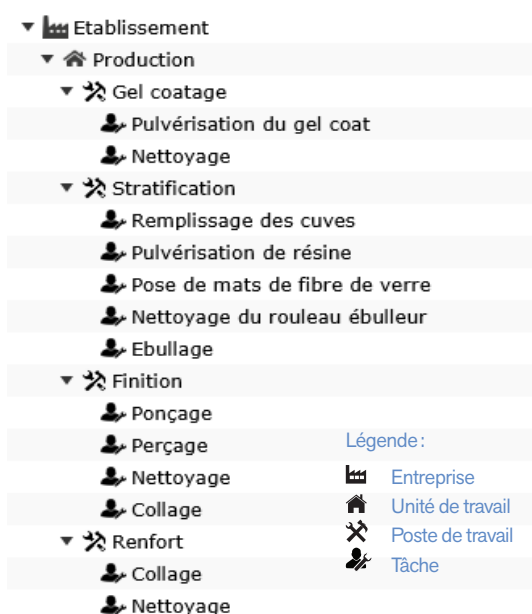 Etablissement
Production
Gel coatage
Pulvérisation du gel coat
Nettoyage
Stratification
Remplissage des cuves
Pulvérisation de résine
Pose de mats de fibre de verre
Nettoyage du rouleau ébulleur
Ebullage
Finition
Ponçage
Perçage
Nettoyage
Collage
Renfort
Collage
Nettoyage
Légende :
Entreprise
Unité de travail
Poste de travail
Tâche